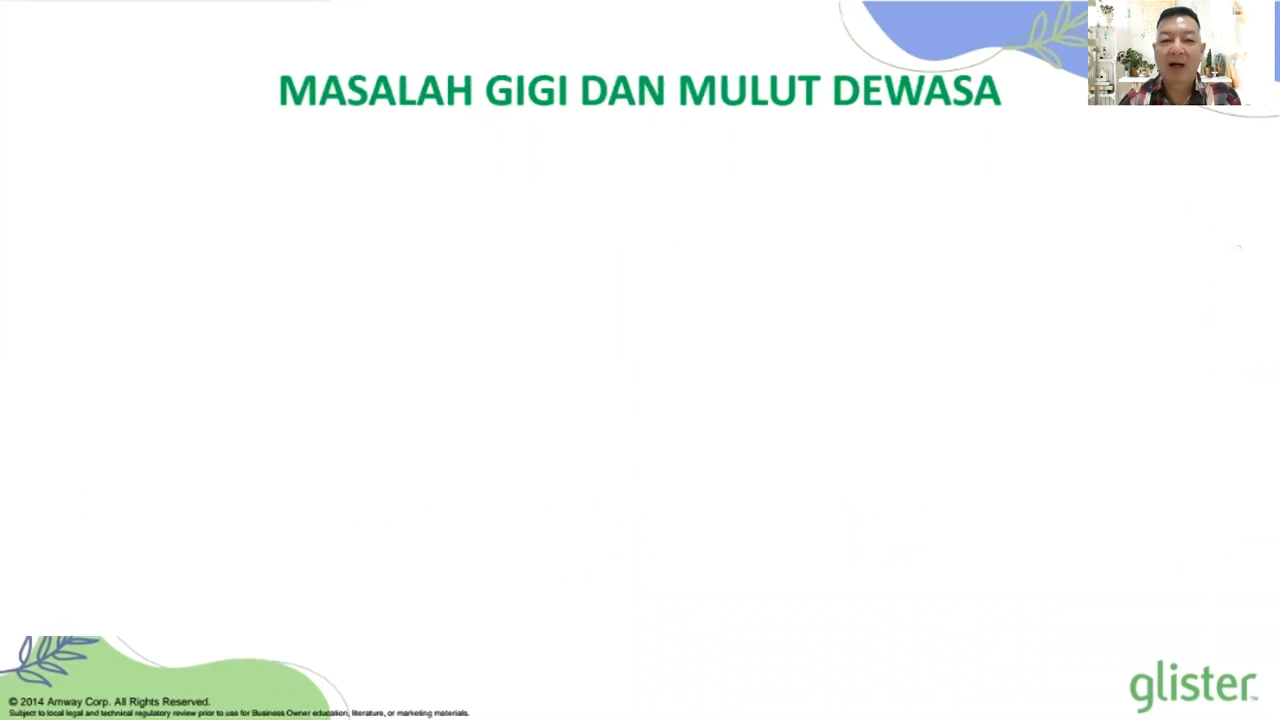 MASALAH GIGI DAN MULUT DEWASA
© 2014 Amway Corp. All Rights Reserved.
Subject to local legal and technical regulatory review prior to use for Business Owner education, literature, or marketing materials.
glister™